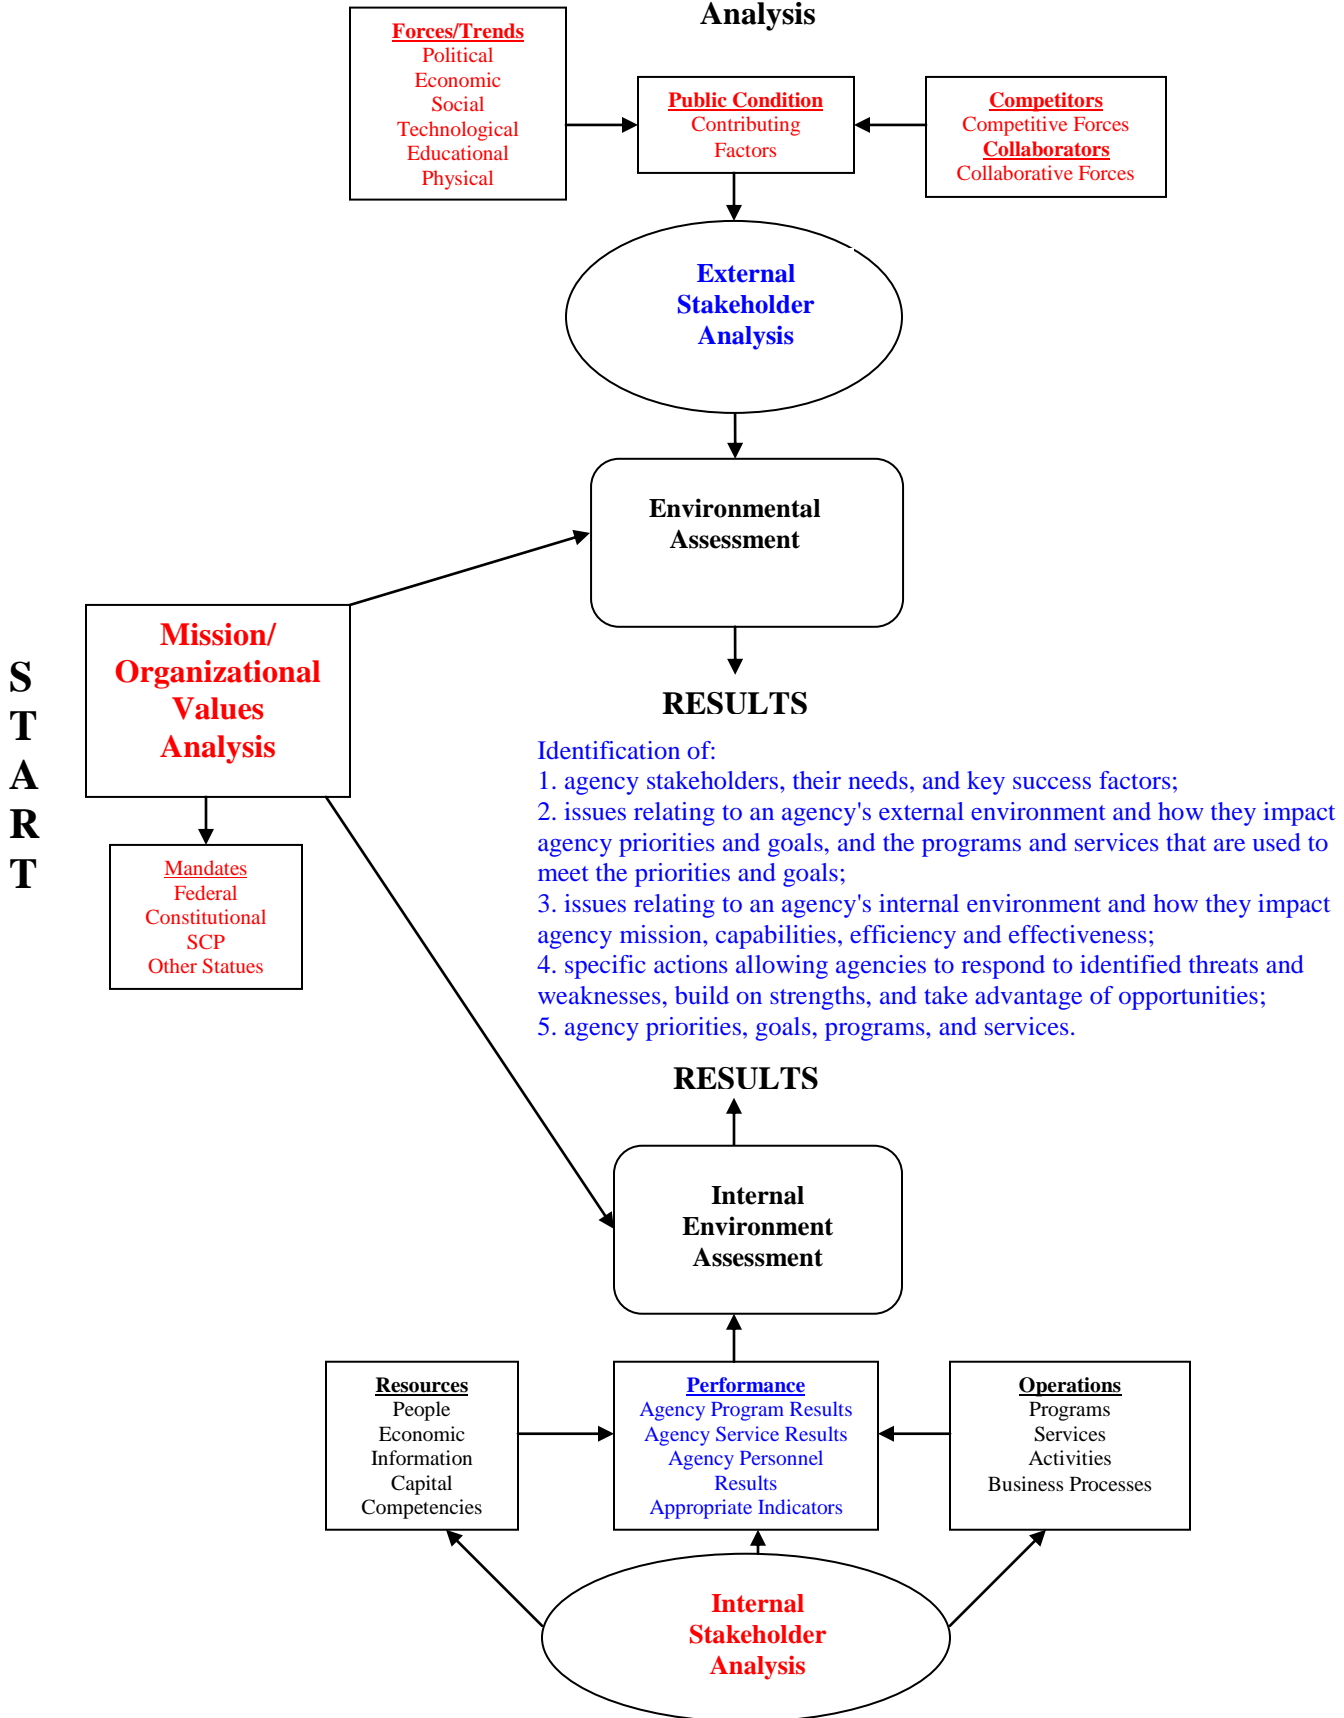 Analysis
Forces/Trends
Political
Economic
Social
Technological
Educational
Physical
Public Condition
Contributing
Factors
Competitors
Competitive Forces
Collaborators
Collaborative Forces
External
Stakeholder
Analysis
Environmental
Assessment
S
T
A
R
T
Mission/
Organizational
Values
Analysis
Mandates
Federal
Constitutional
SCP
Other Statues
RESULTS
Identification of:
1. agency stakeholders, their needs, and key success factors;
2. issues relating to an agency's external environment and how they impact
agency priorities and goals, and the programs and services that are used to
meet the priorities and goals;
3. issues relating to an agency's internal environment and how they impact
agency mission, capabilities, efficiency and effectiveness;
4. specific actions allowing agencies to respond to identified threats and
weaknesses, build on strengths, and take advantage of opportunities;
5. agency priorities, goals, programs, and services.
RESULTS
Internal
Environment
Assessment
Resources
People
Economic
Information
Capital
Competencies
Performance
Agency Program Results
Agency Service Results
Agency Personnel
Results
Appropriate Indicators
Operations
Programs
Services
Activities
Business Processes
Internal
Stakeholder
Analysis